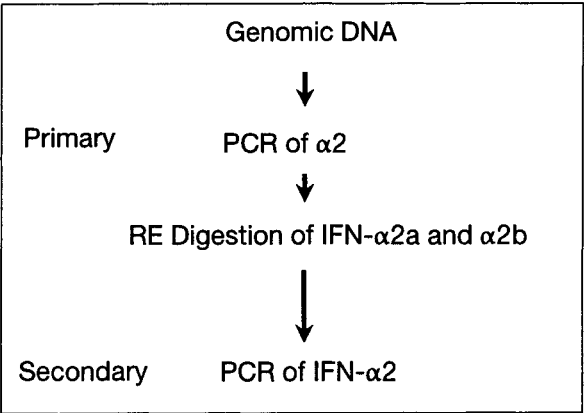 Genomic DNA
Primary PCR of α2
RE Digestion of IFN-α2a and α2b
Secondary PCR of IFN-α2